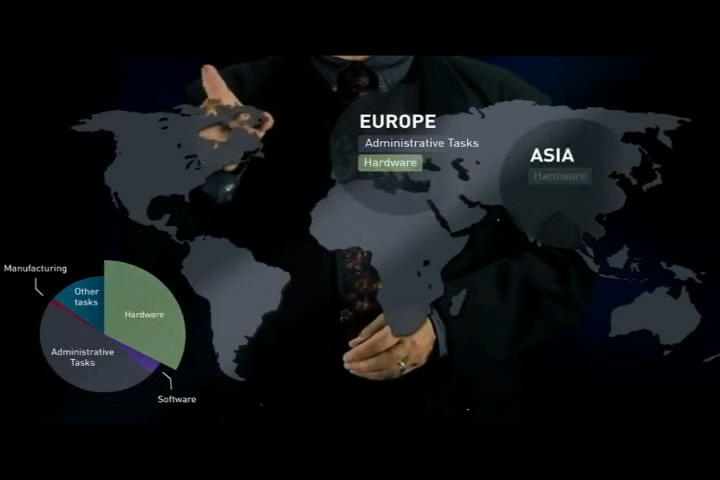 EUROPE
Administrative Tasks
Hardware
ASIA
Hardware
Manufacturing
Other
tasks
Hardware
Administrative
Tasks
Software